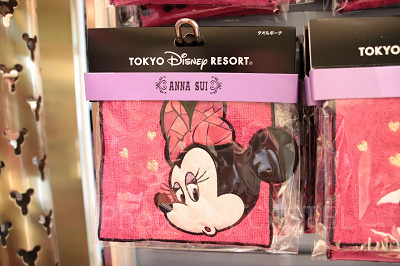 タオルポーチ
TOKYO Disney RESORT®
ANNA SUI
TOKYO